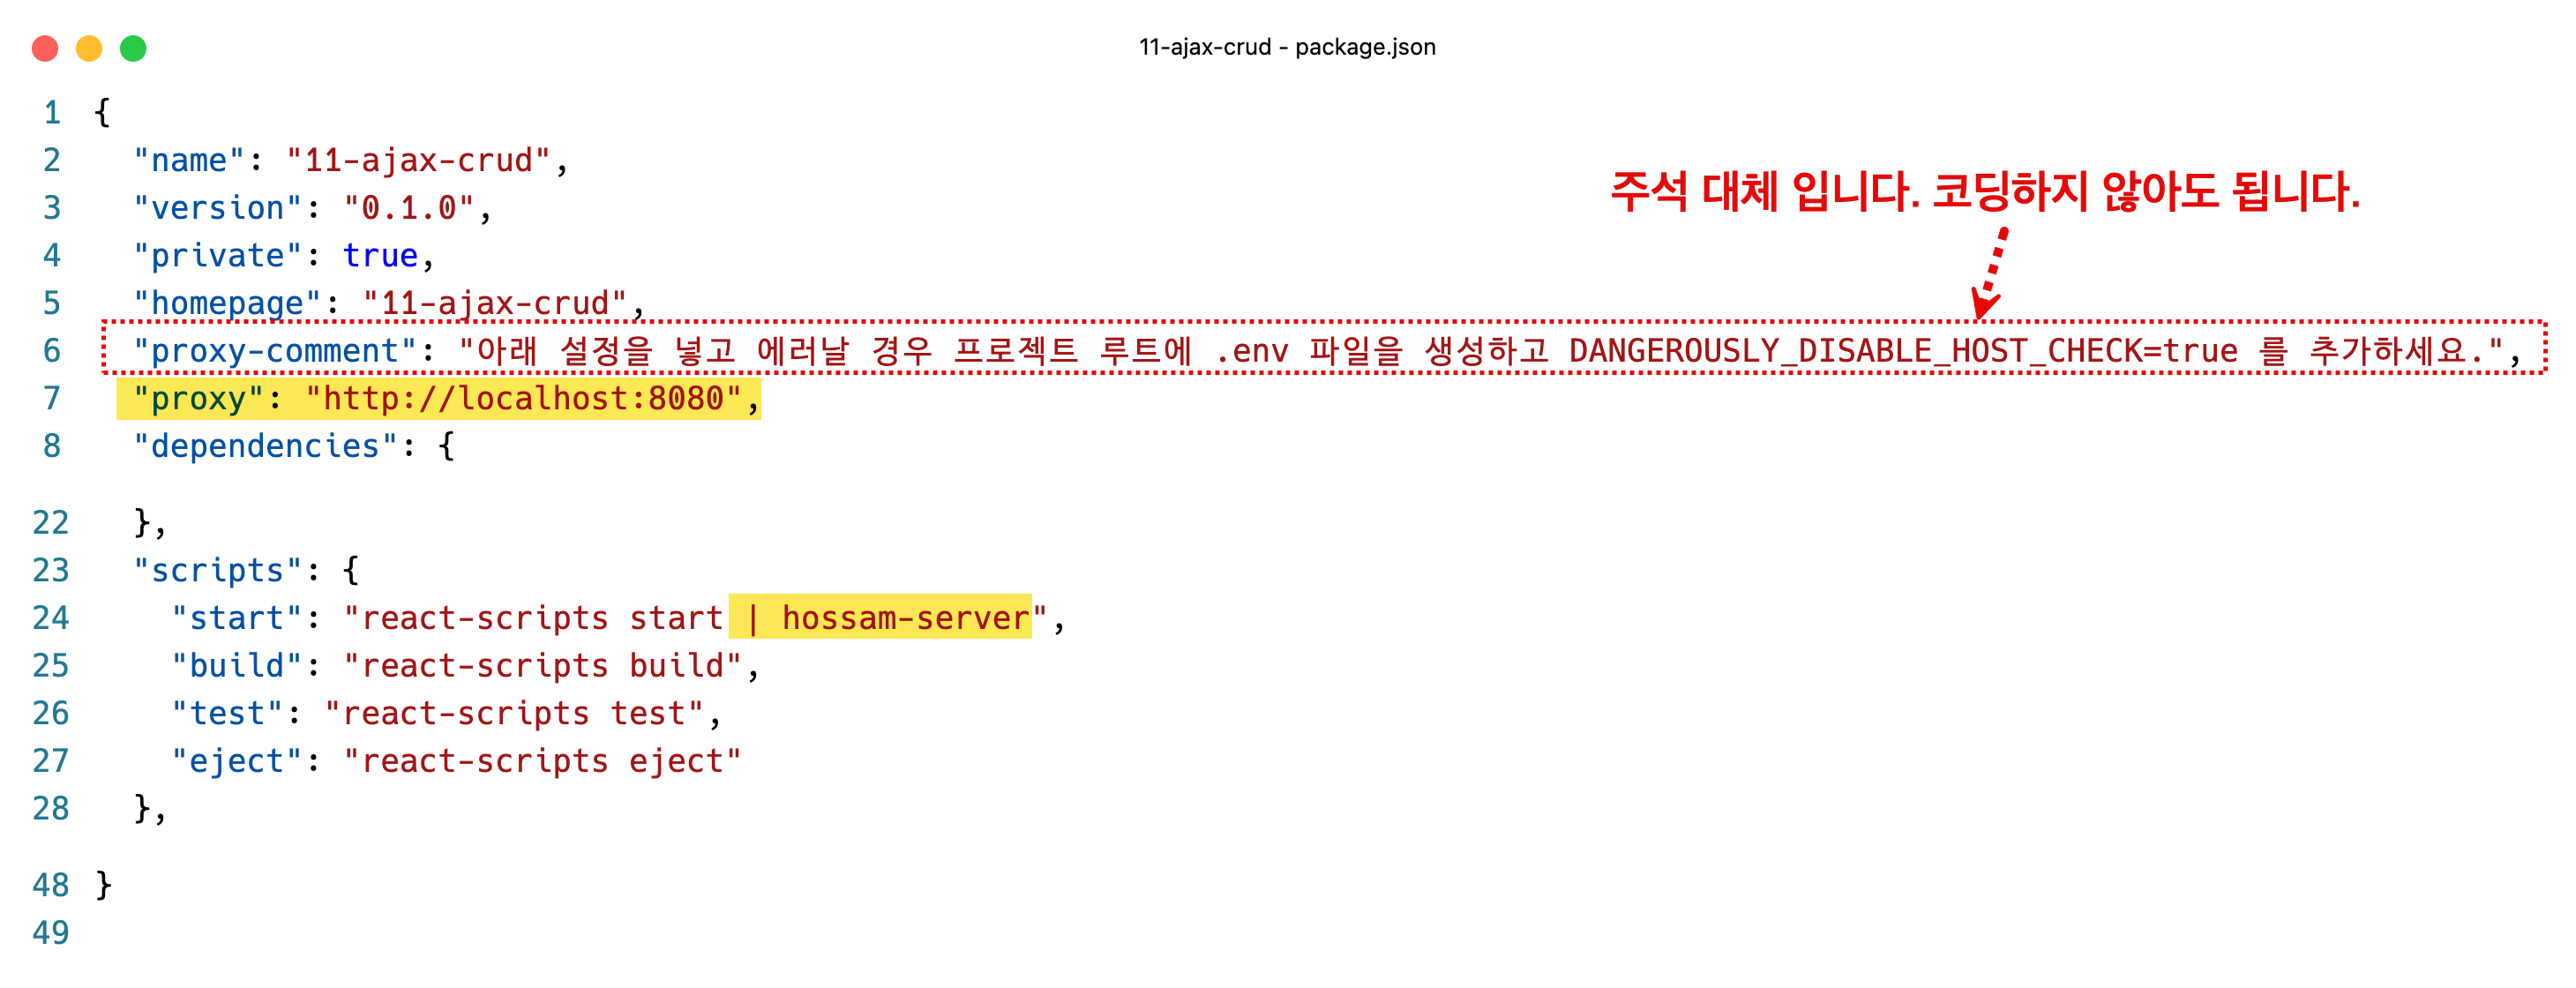 11-ajax-crud - package.json
1 {
2   "name": "11-ajax-crud",
주석 대체 입니다. 코딩하지 않아도 됩니다.
3   "version": "0.1.0",
4   "private": true,
5   "homepage": "11-ajax-crud",
6   "proxy-comment": "아래 설정을 넣고 에러날 경우 프로젝트 루트에 .env 파일을 생성하고 DANGEROUSLY_DISABLE_HOST_CHECK=true 를 추가하세요.",
7   "proxy": "http://localhost:8080",
8   "dependencies": {
22   },
23   "scripts": {
24     "start": "react-scripts start | hossam-server",
25     "build": "react-scripts build",
26     "test": "react-scripts test",
27     "eject": "react-scripts eject"
28   },
48 }
49